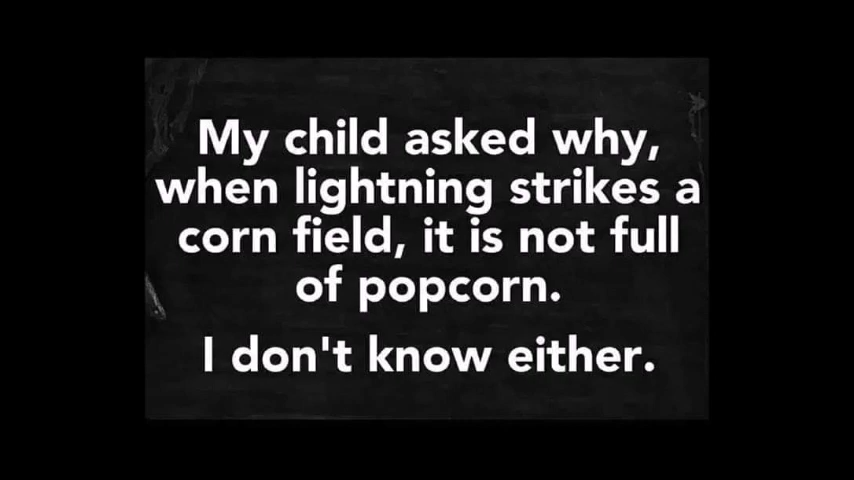 My child asked why,
when lightning strikes a
corn field, it is not full
of popcorn.
I don't know either.